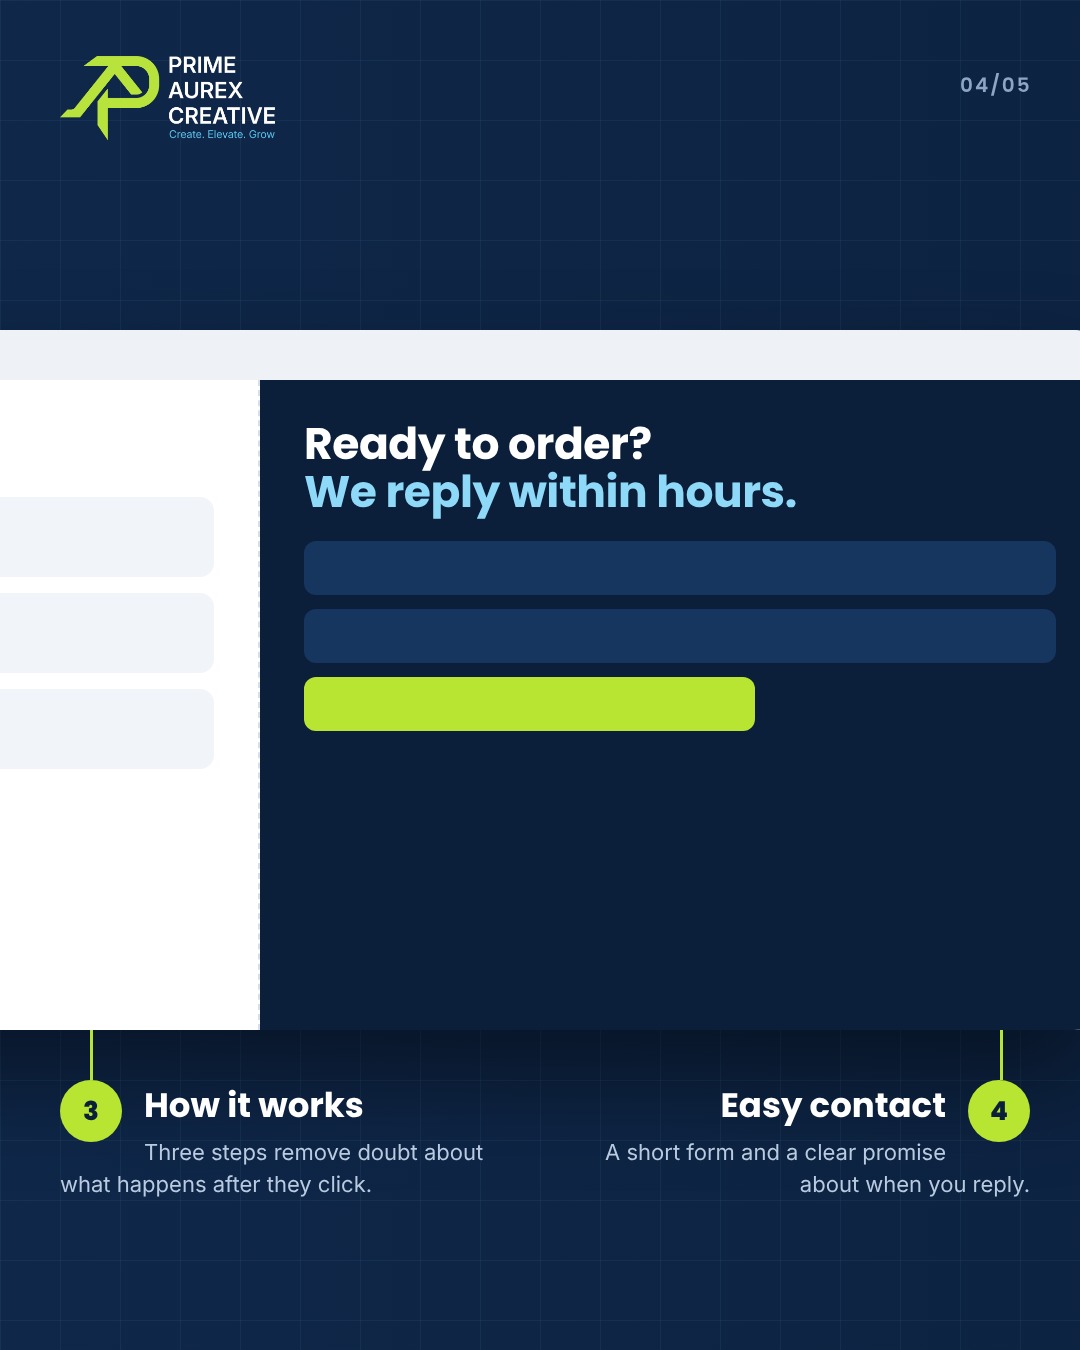 PRIME
AUREX
CREATIVE
Create. Elevate. Grow
04/05
Ready to order?
We reply within hours.
3
How it works
Three steps remove doubt about
what happens after they click.
Easy contact
4
A short form and a clear promise
about when you reply.